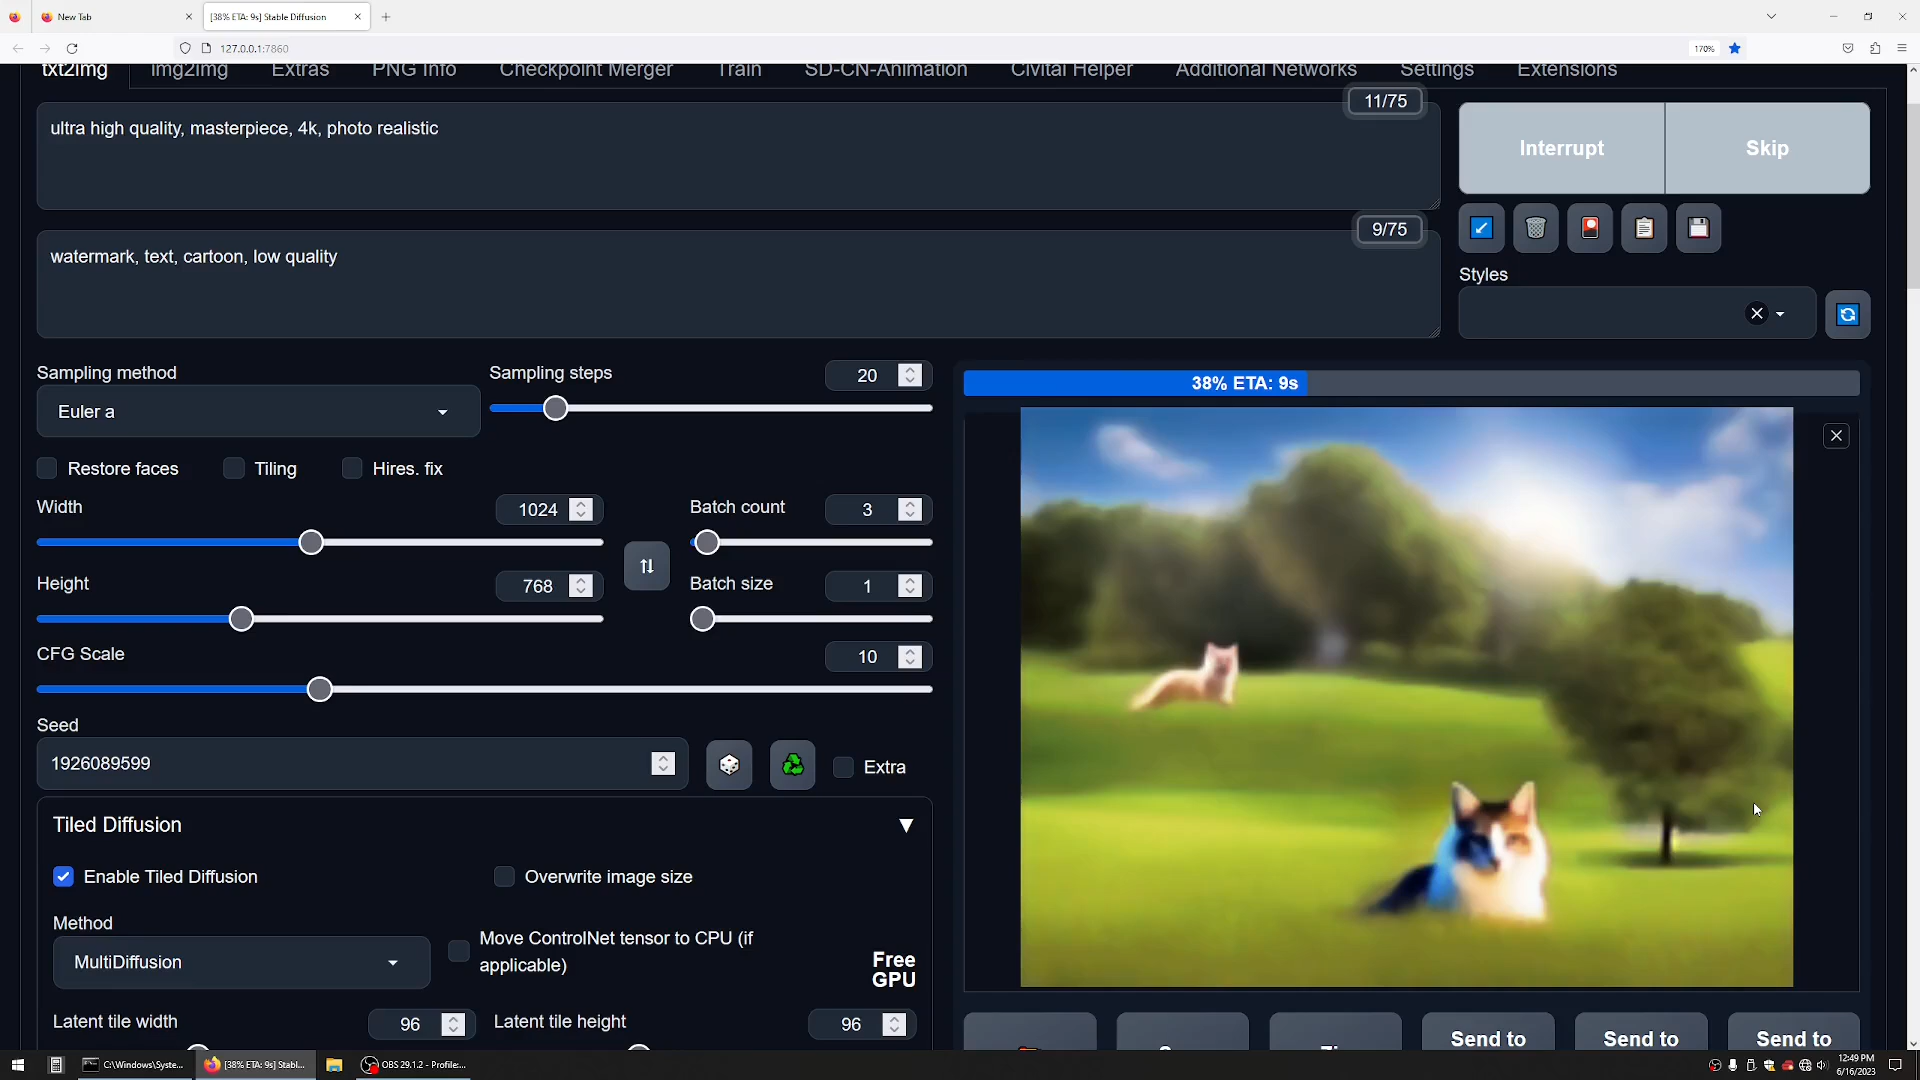 New Tab
[38% ETA: 9s] Stable Diffusion
127.0.0.1:7860
170%
txt2img
img2img
Extras
PNG Info
Checkpoint Merger
Train
SD-CN-Animation
Civital Helper
Additional Networks
Settings
Extensions
11/75
ultra high quality, masterpiece, 4k, photo realistic
Interrupt
Skip
9/75
watermark, text, cartoon, low quality
Styles
Sampling method
Sampling steps
20
38% ETA: 9s
Euler a
Restore faces
Tiling
Hires. fix
Width
1024
Batch count
3
Height
768
Batch size
1
CFG Scale
10
Seed
1926089599
Extra
Tiled Diffusion
Enable Tiled Diffusion
Overwrite image size
Method
MultiDiffusion
Move ControlNet tensor to CPU (if
applicable)
Free
GPU
Latent tile width
96
Latent tile height
96
Send to
Send to
Send to
C:\Windows\Syste...
[38% ETA: 9s] Stabl...
OBS 29.1.2 - Profile:...
12:49 PM
6/16/2023